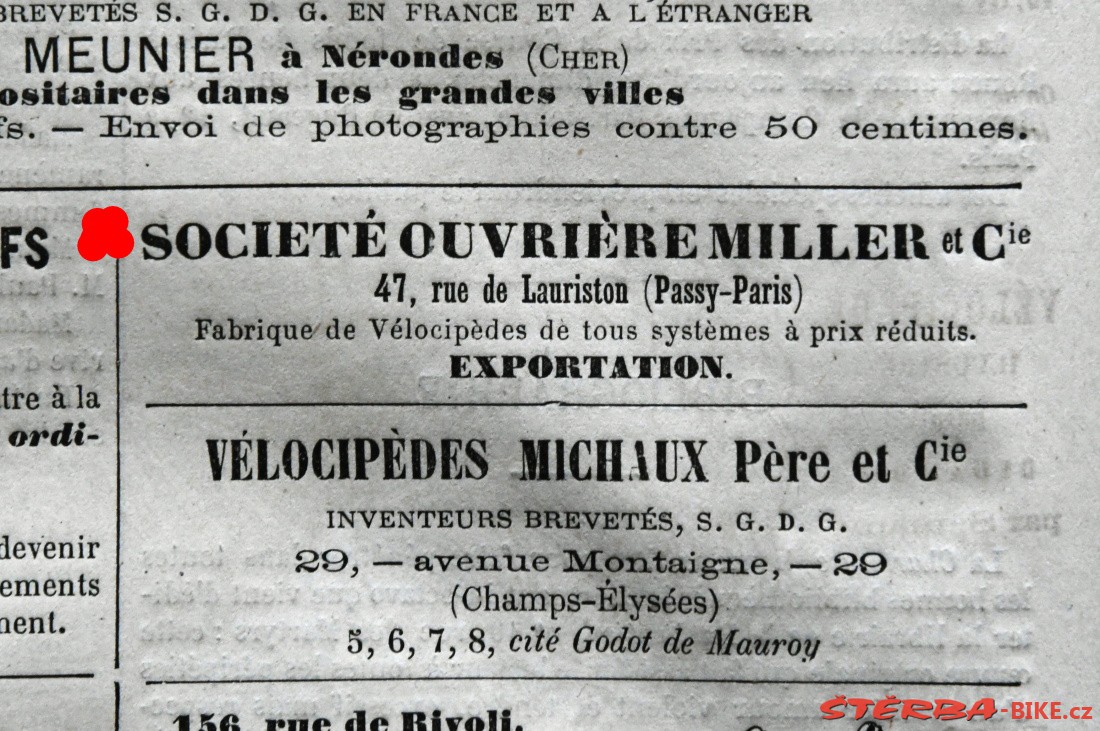 BREVETÉS S. G. D. G. EN FRANCE ET A L'ÉTRANGER
MEUNIER à Nérondes (CHER)
ositaires dans les grandes villes
fs. — Envoi de photographies contre 50 centimes.
FS
tre à la
ordi-
devenir
ements
nent.
SOCIETÉ OUVRIÈRE MILLER et Cie
47, rue de Lauriston (Passy-Paris)
Fabrique de Vélocipèdes de tous systèmes à prix réduits.
EXPORTATION.
VÉLOCIPÈDES MICHAUX Père et Cie
INVENTEURS BREVETÉS, S. G. D. G.
29, — avenue Montaigne, — 29
(Champs-Élysées)
5, 6, 7, 8, cité Godot de Mauroy
156, rue de Rivoli.
ŠTĚRBA-BIKE.cz